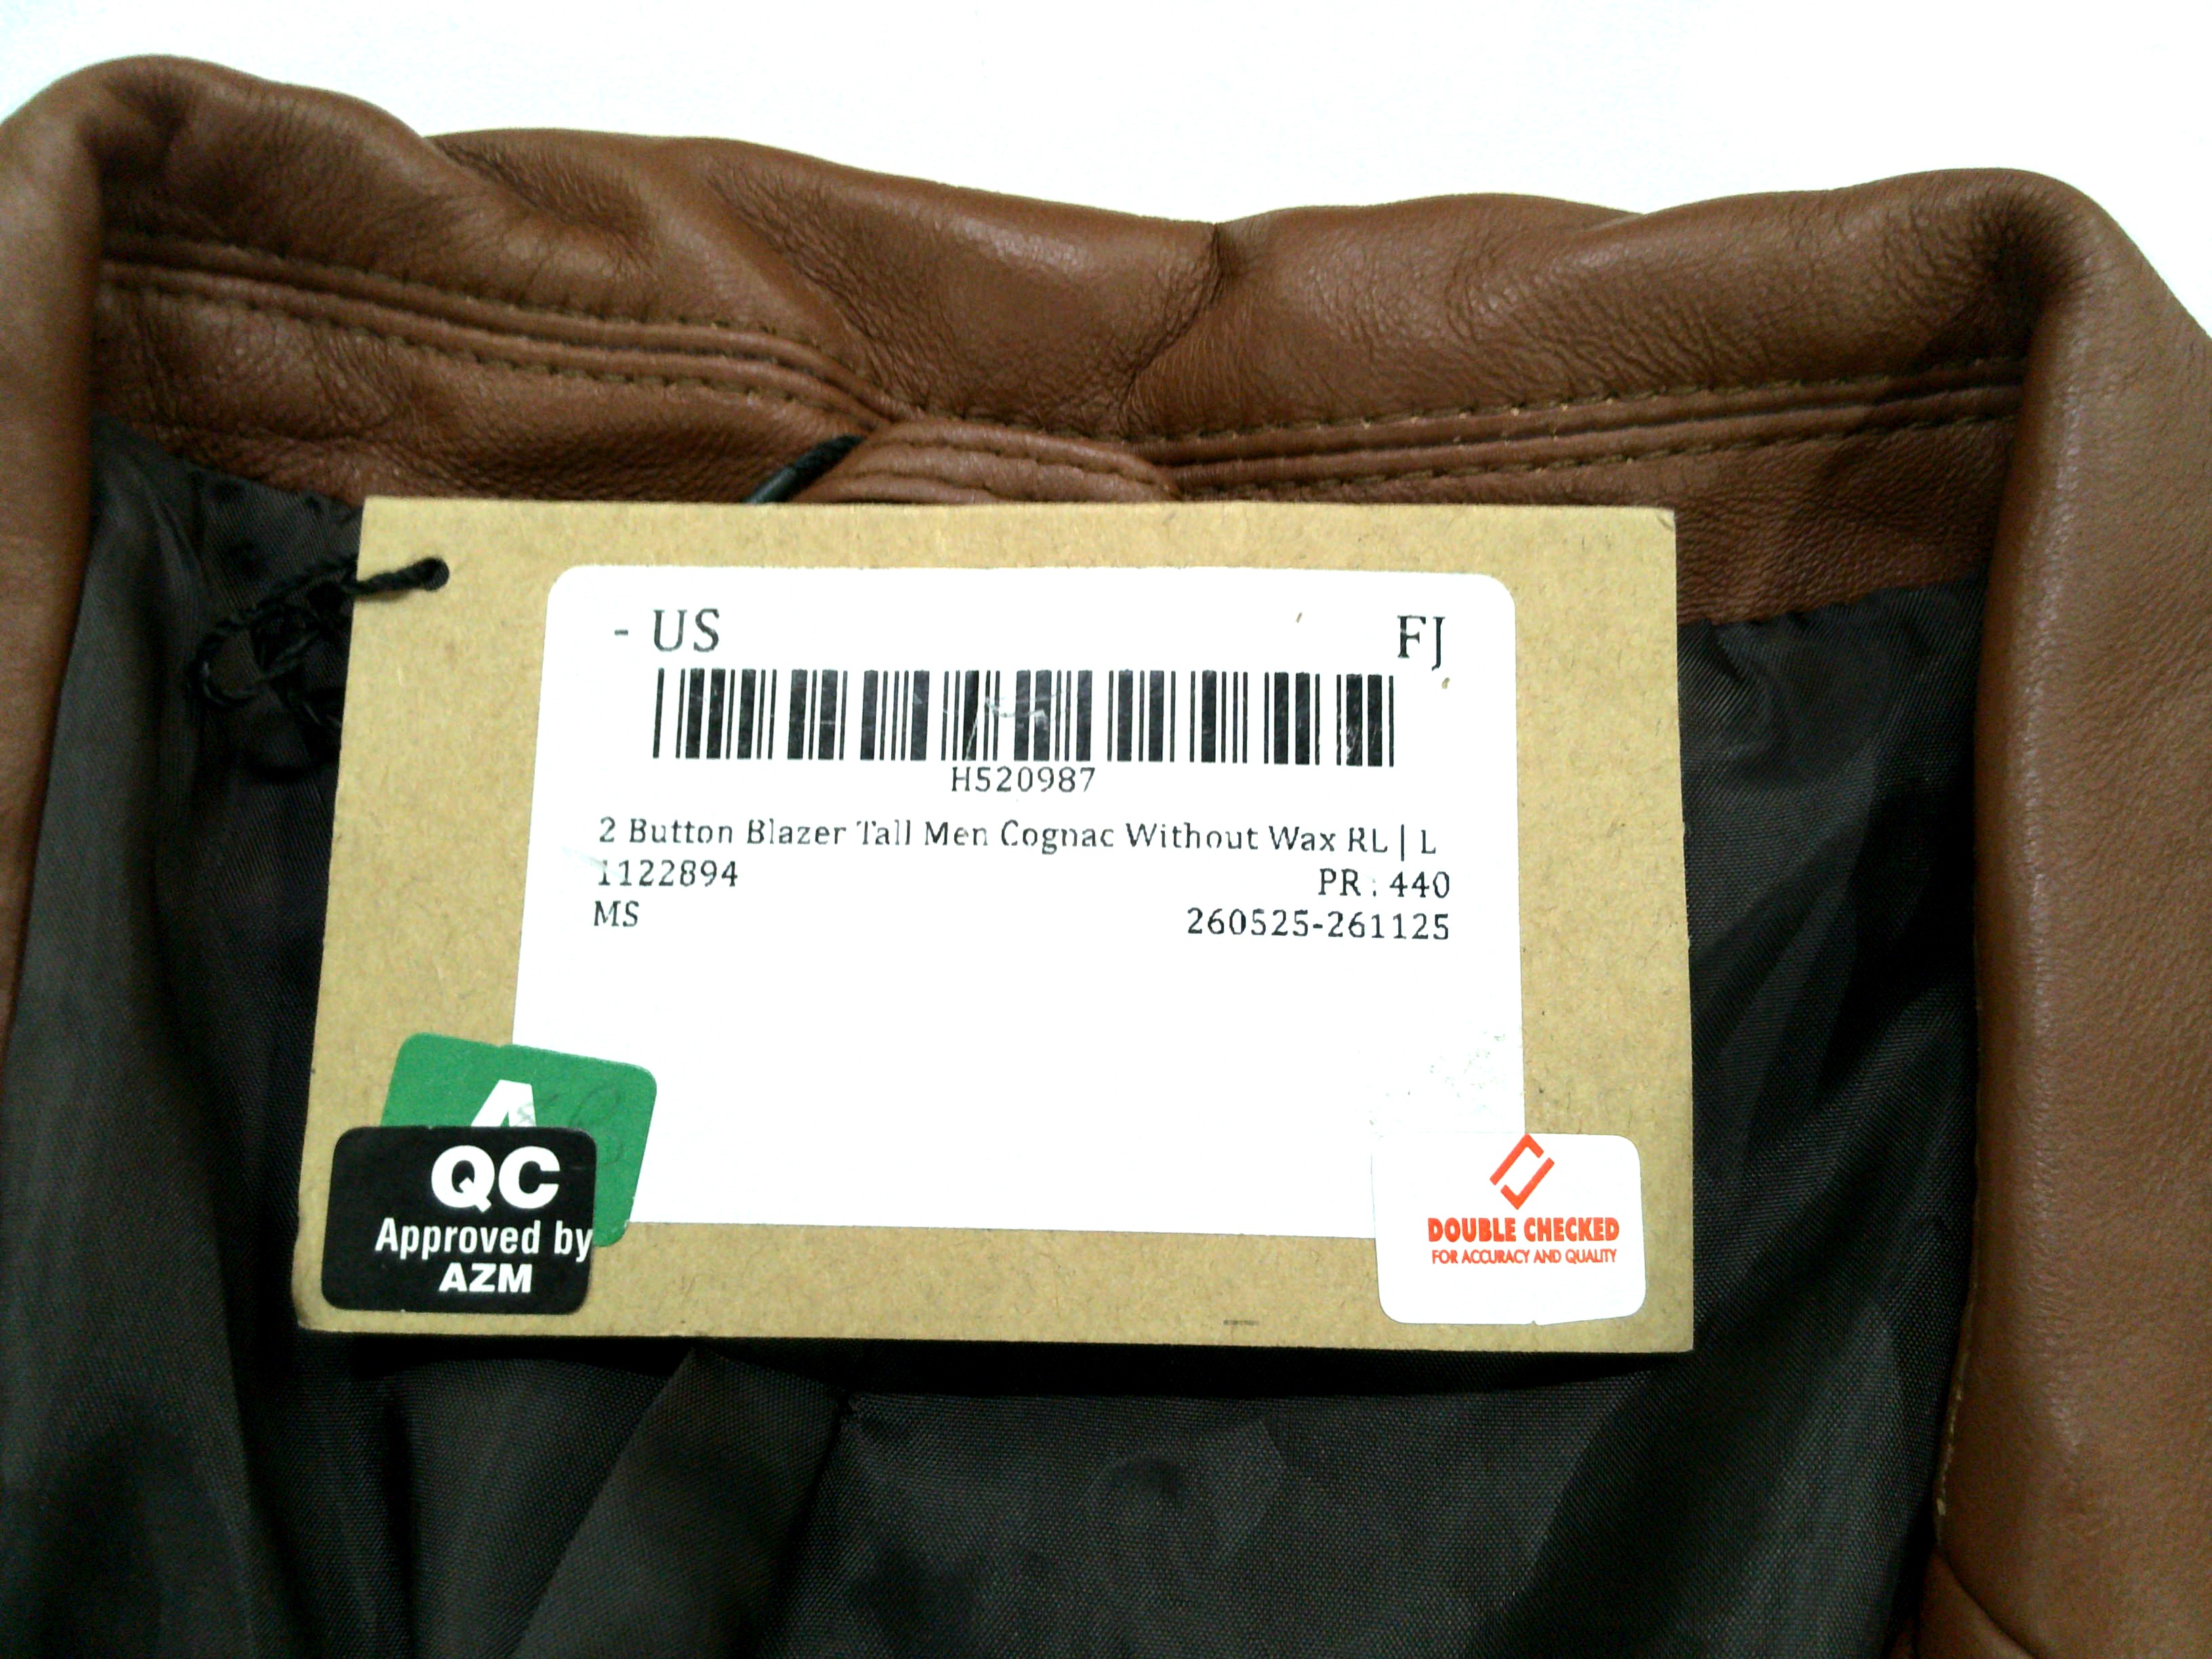 - US FJ
H520987
2 Button Blazer Tall Men Cognac Without Wax RL | L
1122894 PR : 440
MS 260525-261125
A
QC
Approved by
AZM
DOUBLE CHECKED
FOR ACCURACY AND QUALITY